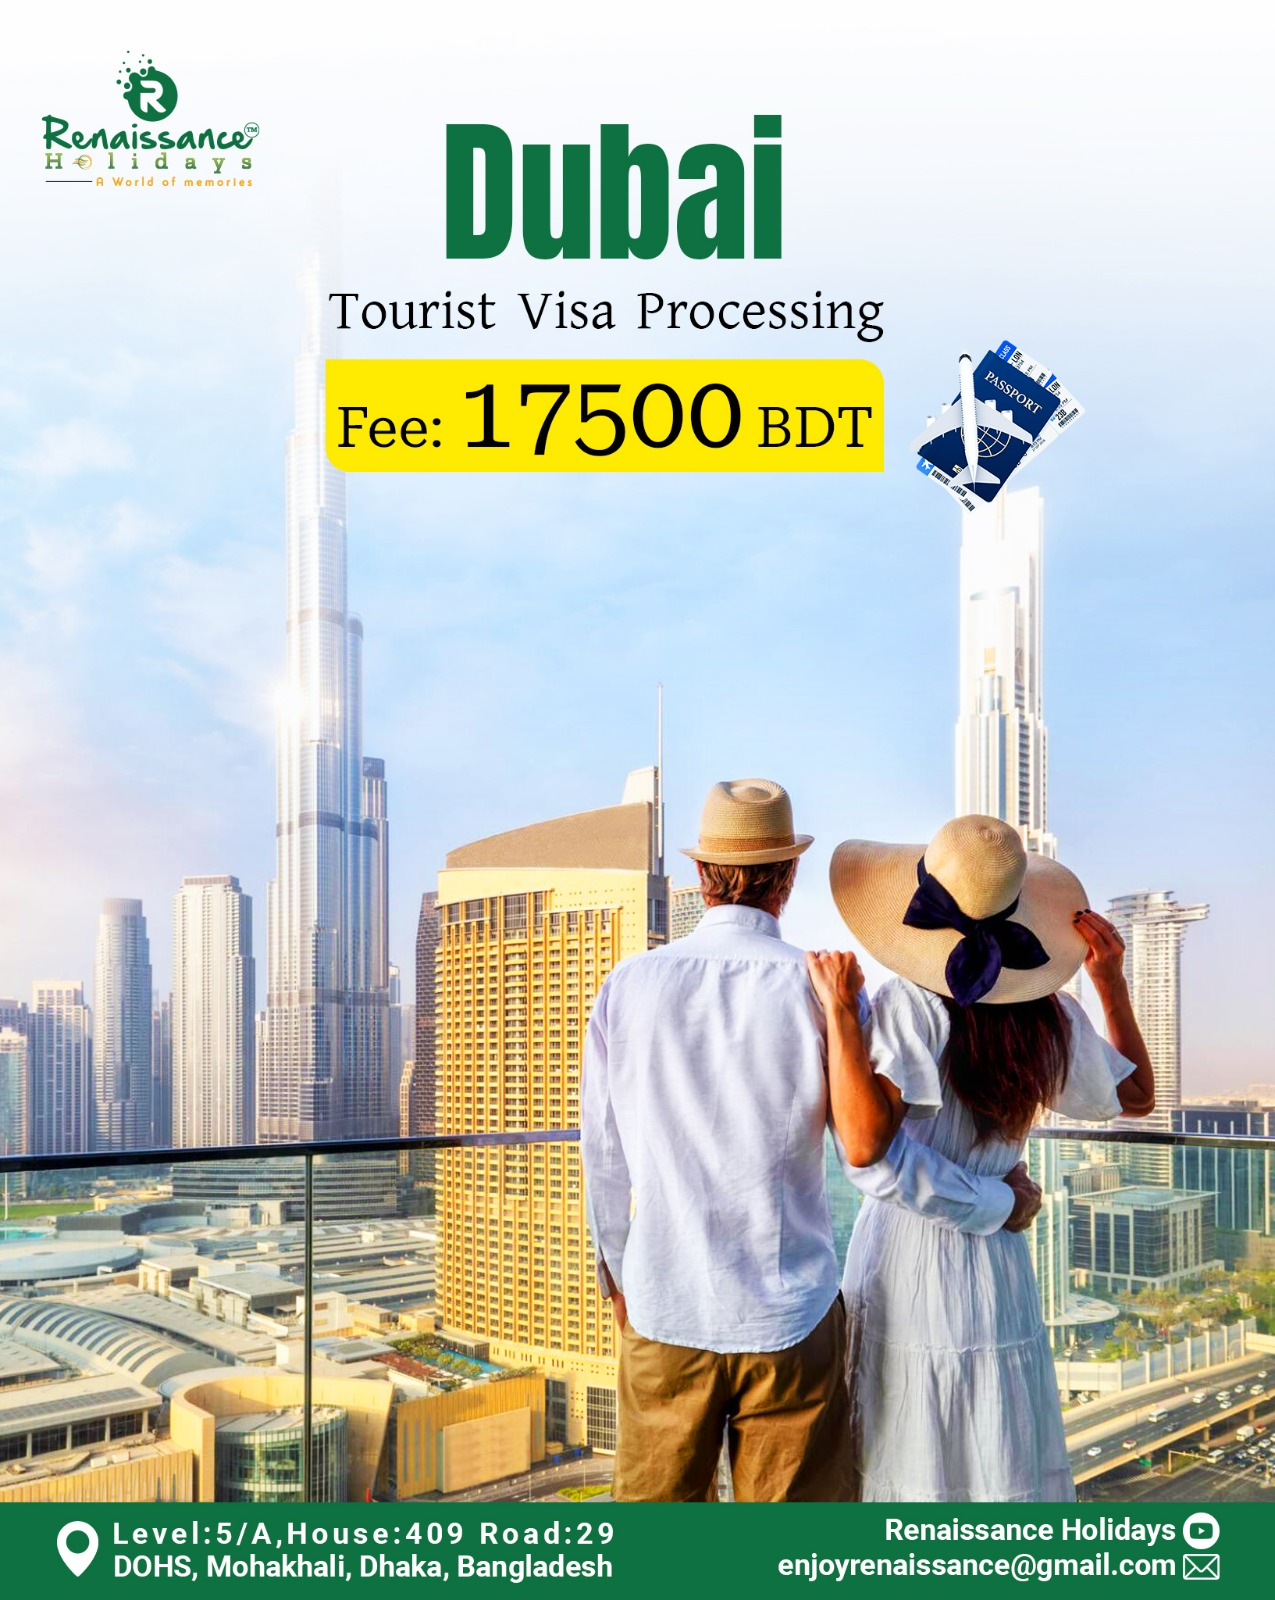 R
Renaissance™
Holidays
A World of memories
Dubai
Tourist Visa Processing
Fee: 17500 BDT
PASSPORT
Level:5/A,House:409 Road:29
DOHS, Mohakhali, Dhaka, Bangladesh
Renaissance Holidays
enjoyrenaissance@gmail.com